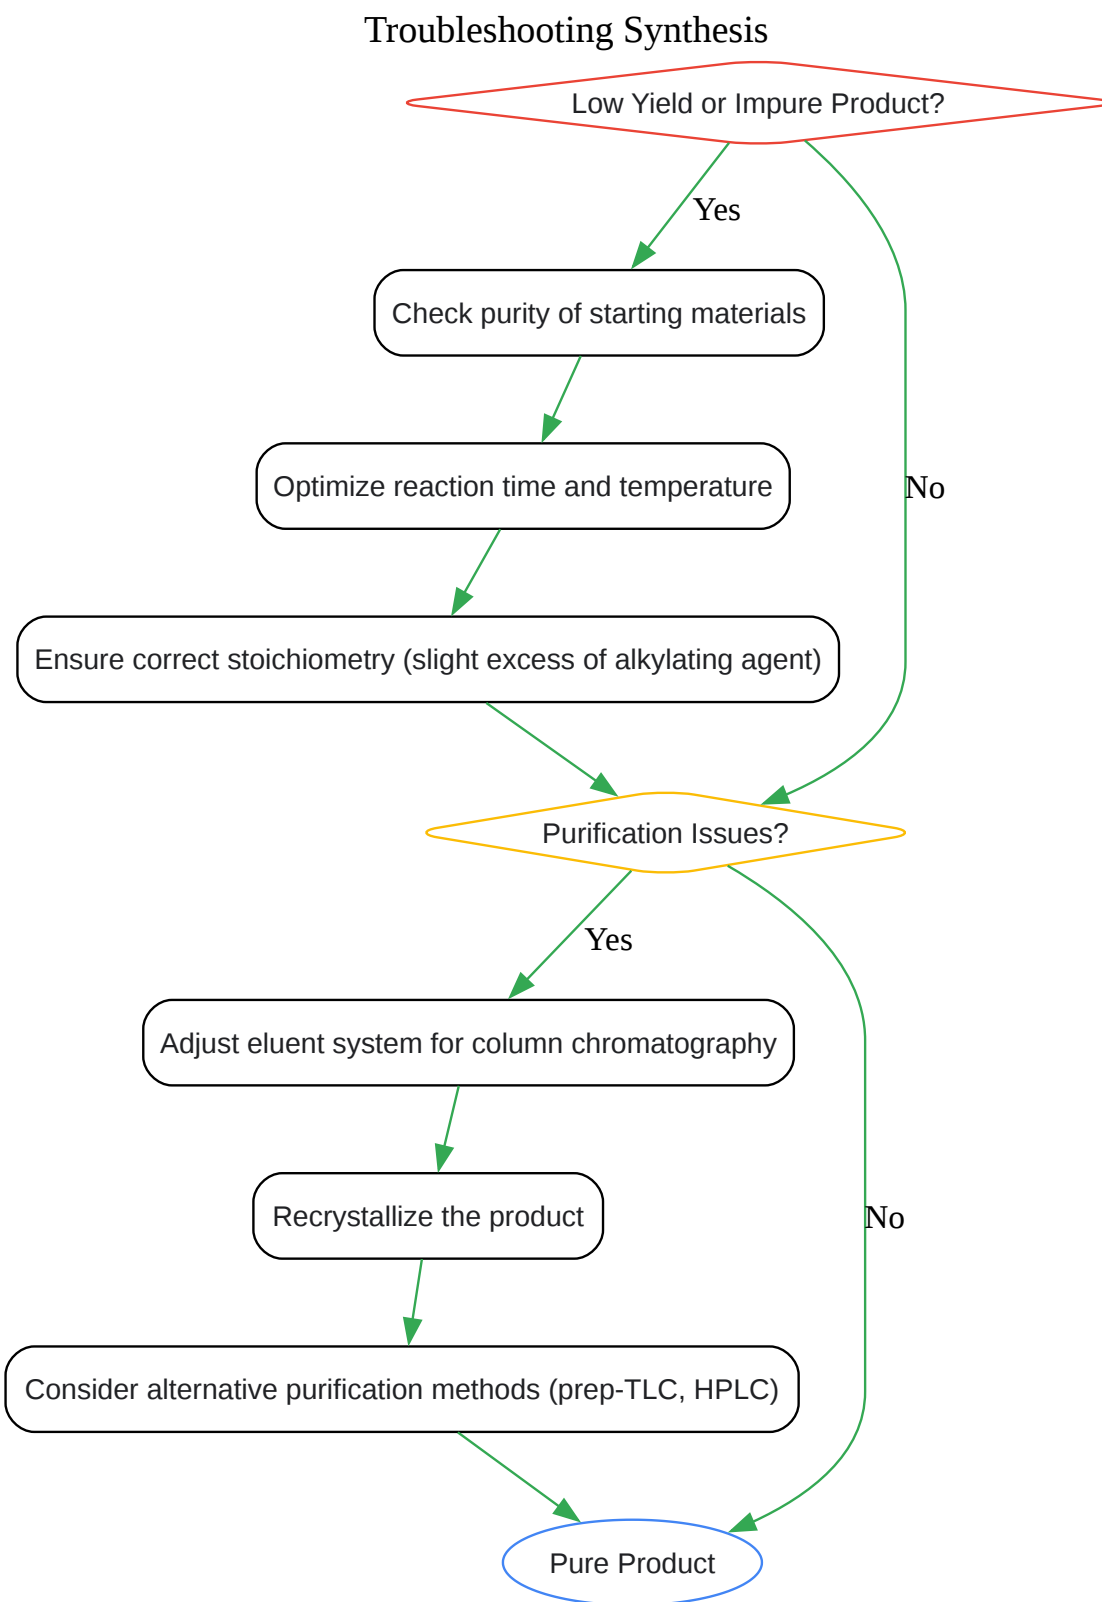 Troubleshooting Synthesis
Low Yield or Impure Product?
Yes
Check purity of starting materials
Optimize reaction time and temperature
No
Ensure correct stoichiometry (slight excess of alkylating agent)
Purification Issues?
Yes
Adjust eluent system for column chromatography
Recrystallize the product
No
Consider alternative purification methods (prep-TLC, HPLC)
Pure Product